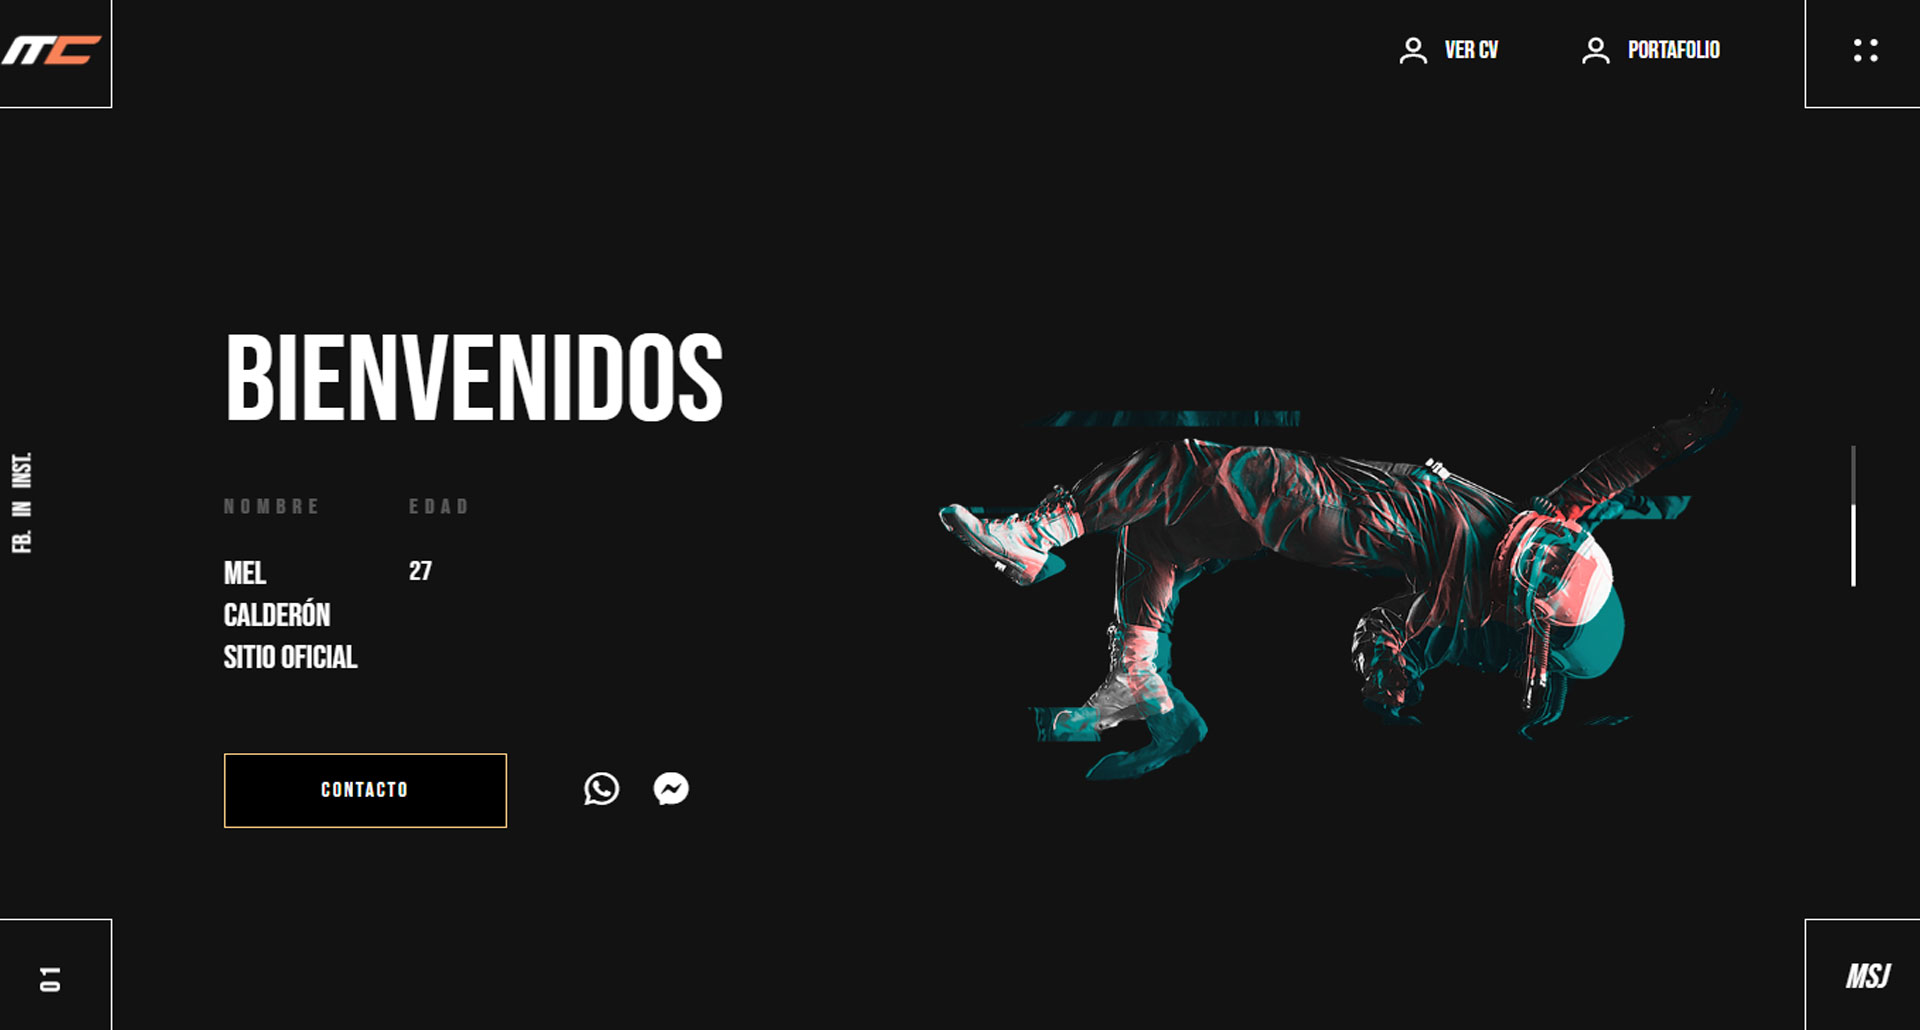 MC
VER CV
PORTAFOLIO
BIENVENIDOS
FB. IN INST.
NOMBRE
EDAD
MEL
27
CALDERÓN
SITIO OFICIAL
CONTACTO
01
MSJ